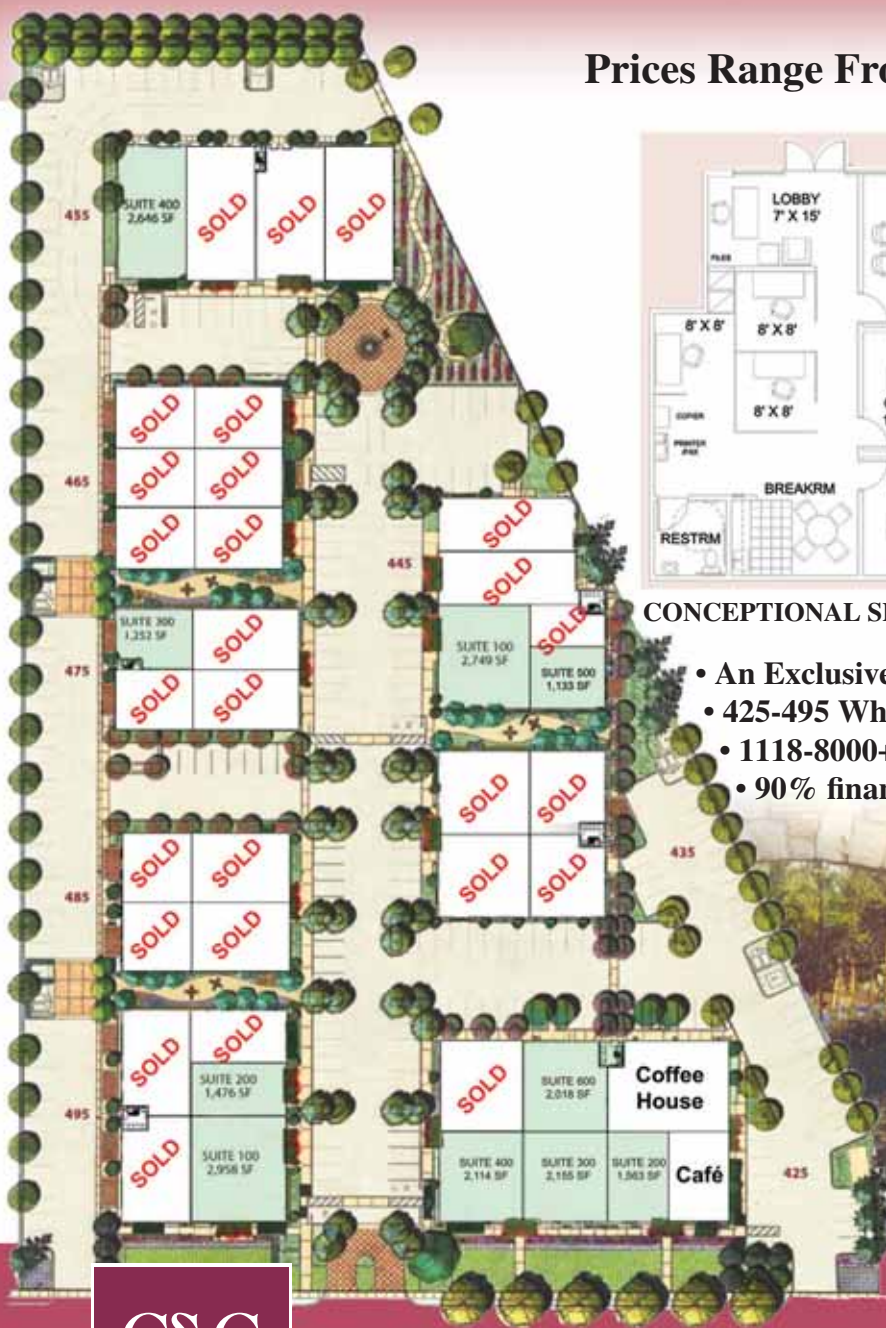 Prices Range Fro
455
SUITE 400
2,646 SF
SOLD
SOLD
SOLD
LOBBY
7' X 15'
FILES
8' X 8'
8' X 8'
8' X 8'
COPIER
PRINTER
/FAX
BREAKRM
RESTRM
465
SOLD
SOLD
SOLD
SOLD
SOLD
SOLD
445
SOLD
SOLD
SUITE 100
2,749 SF
SOLD
SUITE 500
1,133 SF
475
SUITE 300
1,252 SF
SOLD
SOLD
SOLD
CONCEPTIONAL
• An Exclusive
• 425-495 Wh
• 1118-8000+
• 90% finan
SOLD
SOLD
SOLD
SOLD
435
485
SOLD
SOLD
SOLD
SOLD
495
SOLD
SOLD
SUITE 200
1,476 SF
SOLD
SUITE 100
2,958 SF
SOLD
SUITE 600
2,018 SF
Coffee
House
SUITE 400
2,114 SF
SUITE 300
2,155 SF
SUITE 200
1,563 SF
Café
425